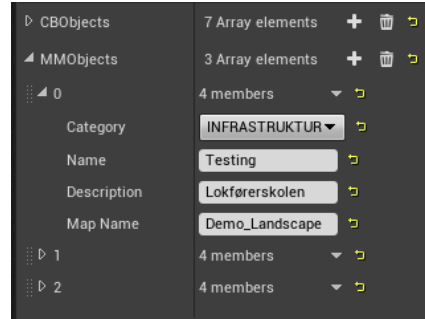 CBObjects 7 Array elements
MMObjects 3 Array elements
0 4 members
Category INFRASTRUKTUR
Name Testing
Description Lokførerskolen
Map Name Demo_Landscape
1 4 members
2 4 members